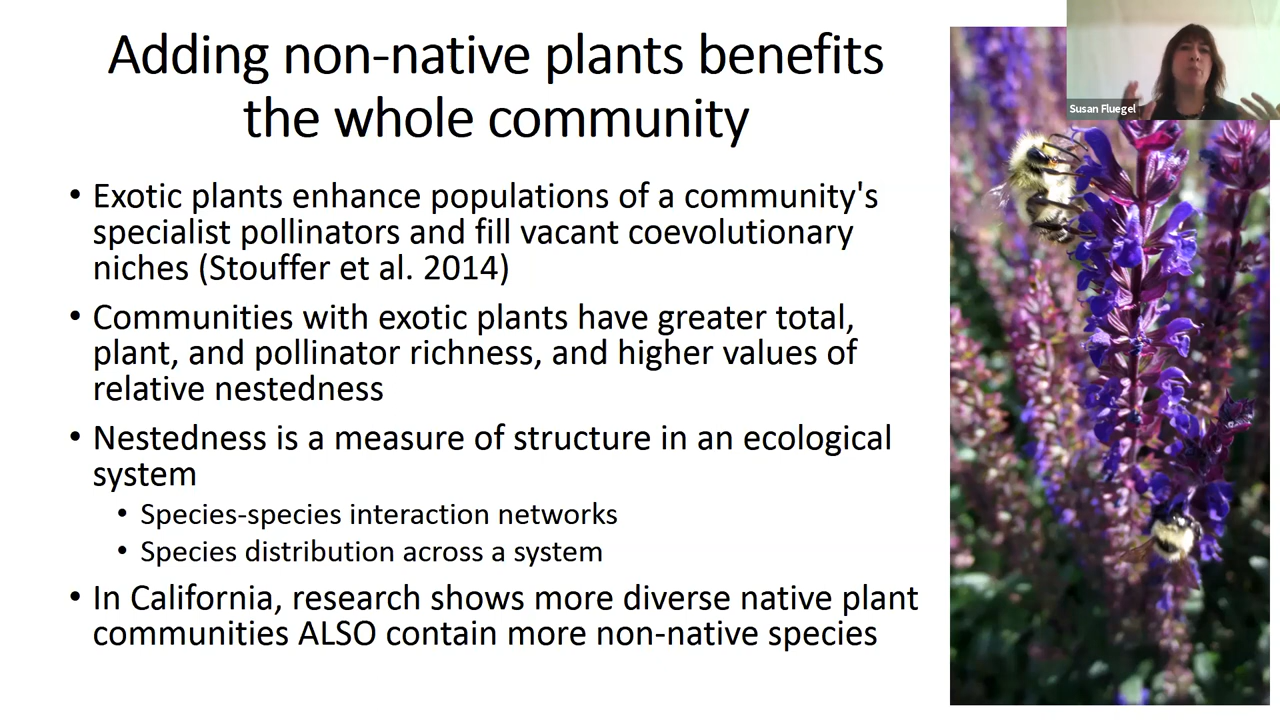 Adding non-native plants benefits
the whole community
Susan Fluegel
• Exotic plants enhance populations of a community's
specialist pollinators and fill vacant coevolutionary
niches (Stouffer et al. 2014)
• Communities with exotic plants have greater total,
plant, and pollinator richness, and higher values of
relative nestedness
• Nestedness is a measure of structure in an ecological
system
• Species-species interaction networks
• Species distribution across a system
• In California, research shows more diverse native plant
communities ALSO contain more non-native species